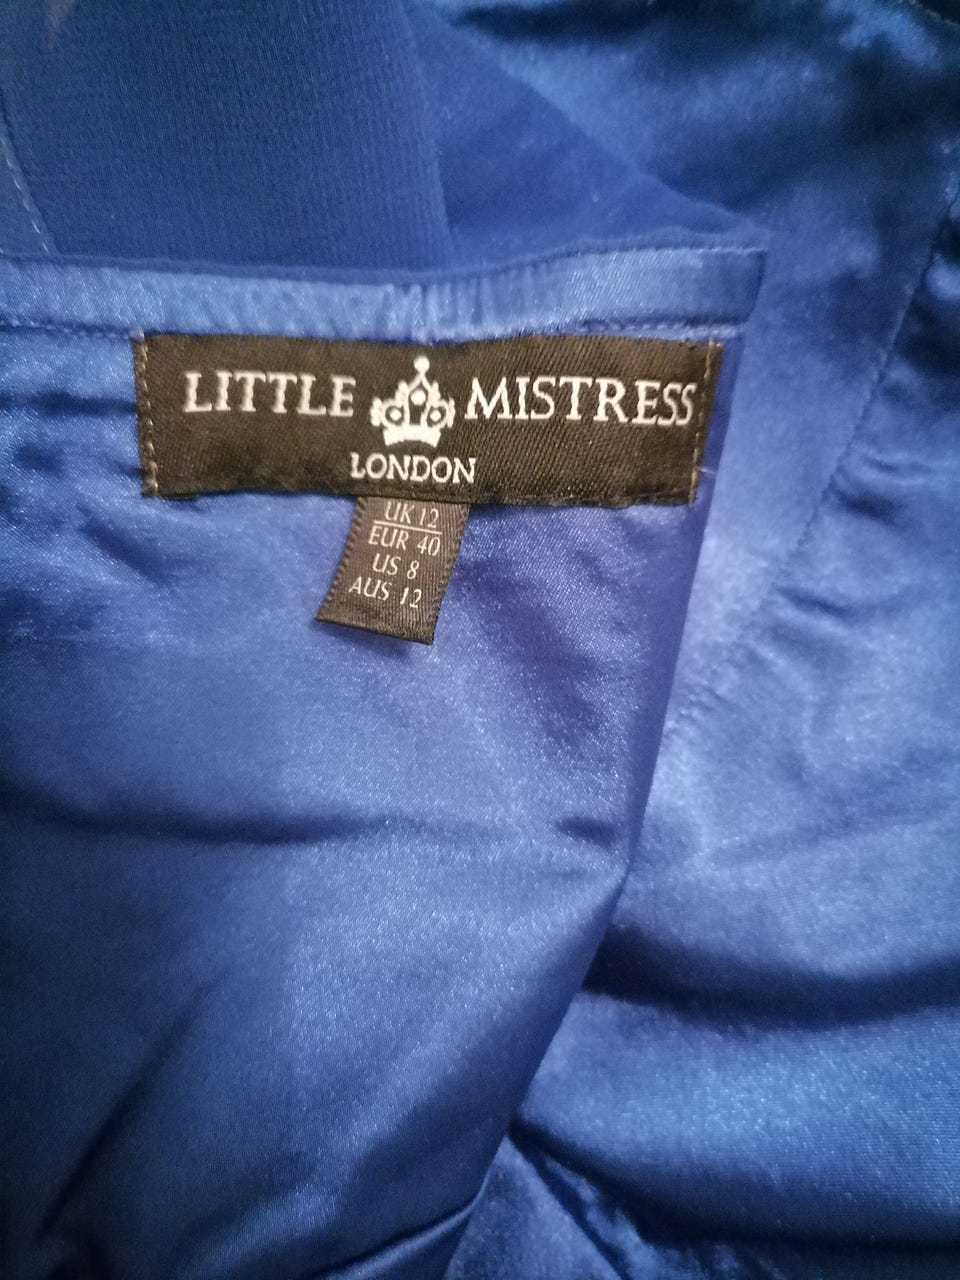 LITTLE MISTRESS
LONDON
UK 12
EUR 40
US 8
AUS 12